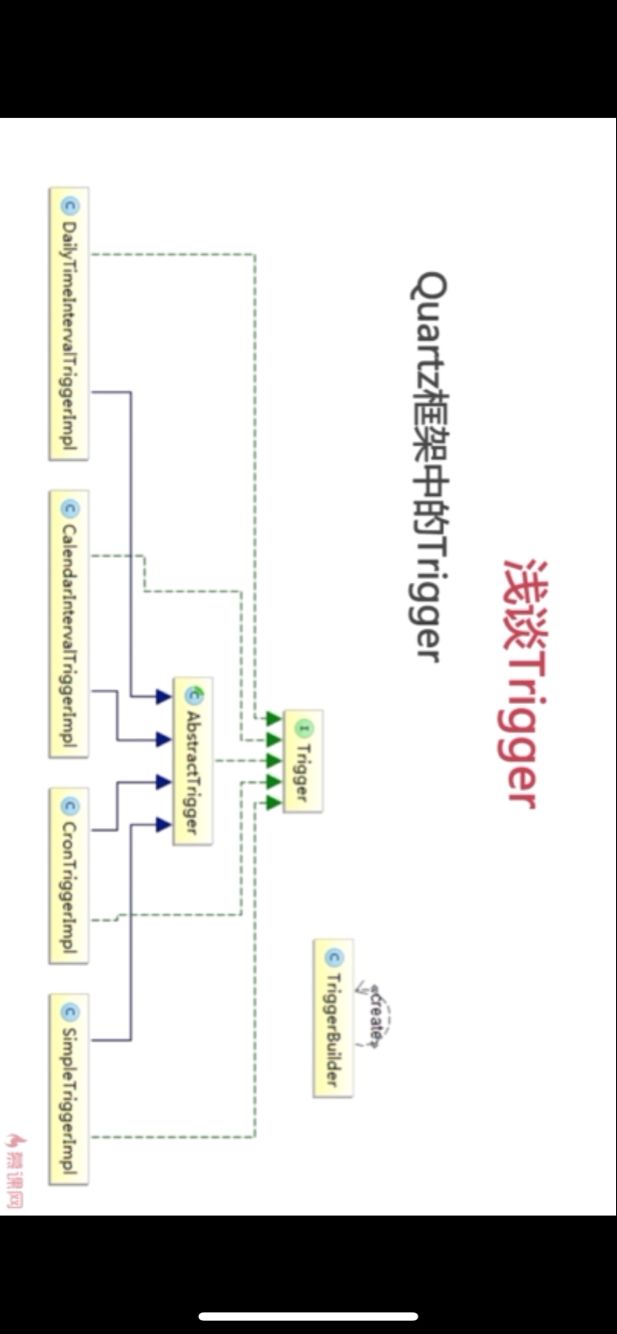 浅谈Trigger
Quartz框架中的Trigger
«create»
C TriggerBuilder
I Trigger
C AbstractTrigger
C DailyTimeIntervalTriggerImpl
C CalendarIntervalTriggerImpl
C CronTriggerImpl
C SimpleTriggerImpl
慕课网